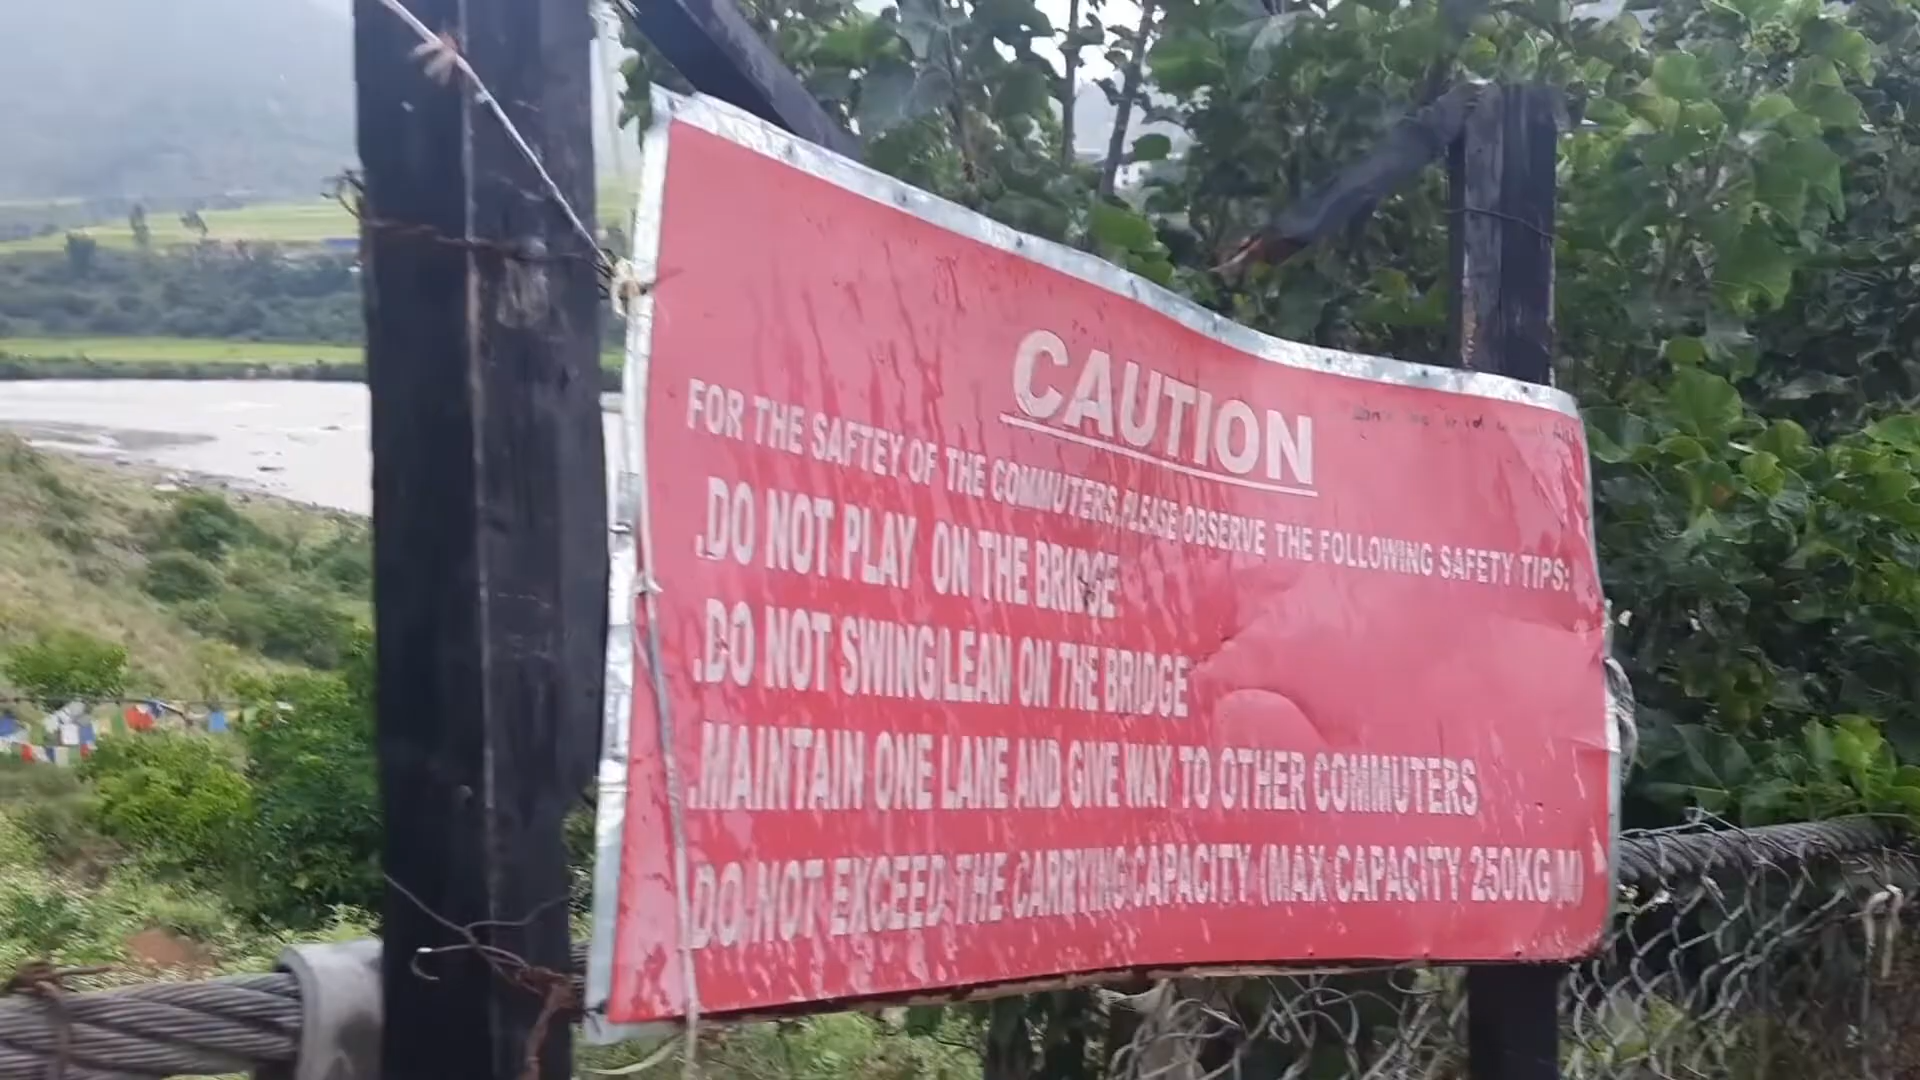 CAUTION
FOR THE SAFTEY OF THE COMMUTERS,PLEASE OBSERVE THE FOLLOWING SAFETY TIPS:
.DO NOT PLAY ON THE BRIDGE
.DO NOT SWING/LEAN ON THE BRIDGE
.MAINTAIN ONE LANE AND GIVE WAY TO OTHER COMMUTERS
DO NOT EXCEED THE CARRYING CAPACITY (MAX CAPACITY 250KG/M)